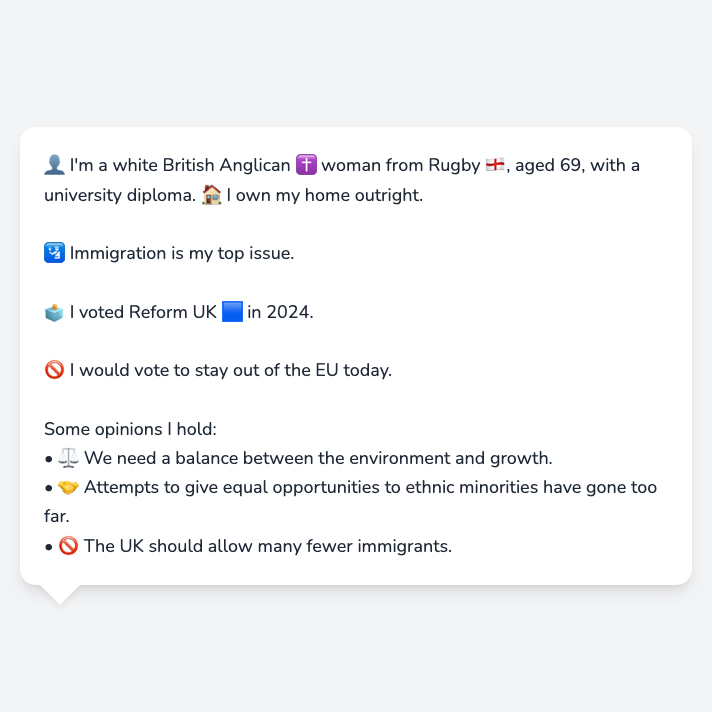 👤 I'm a white British Anglican ✝️ woman from Rugby 🏴󠁧󠁢󠁥󠁮󠁧󠁿, aged 69, with a
university diploma. 🏠 I own my home outright.
🛂 Immigration is my top issue.
🗳️ I voted Reform UK 🟦 in 2024.
🚫 I would vote to stay out of the EU today.
Some opinions I hold:
• ⚖️ We need a balance between the environment and growth.
• 🤝 Attempts to give equal opportunities to ethnic minorities have gone too
far.
• 🚫 The UK should allow many fewer immigrants.